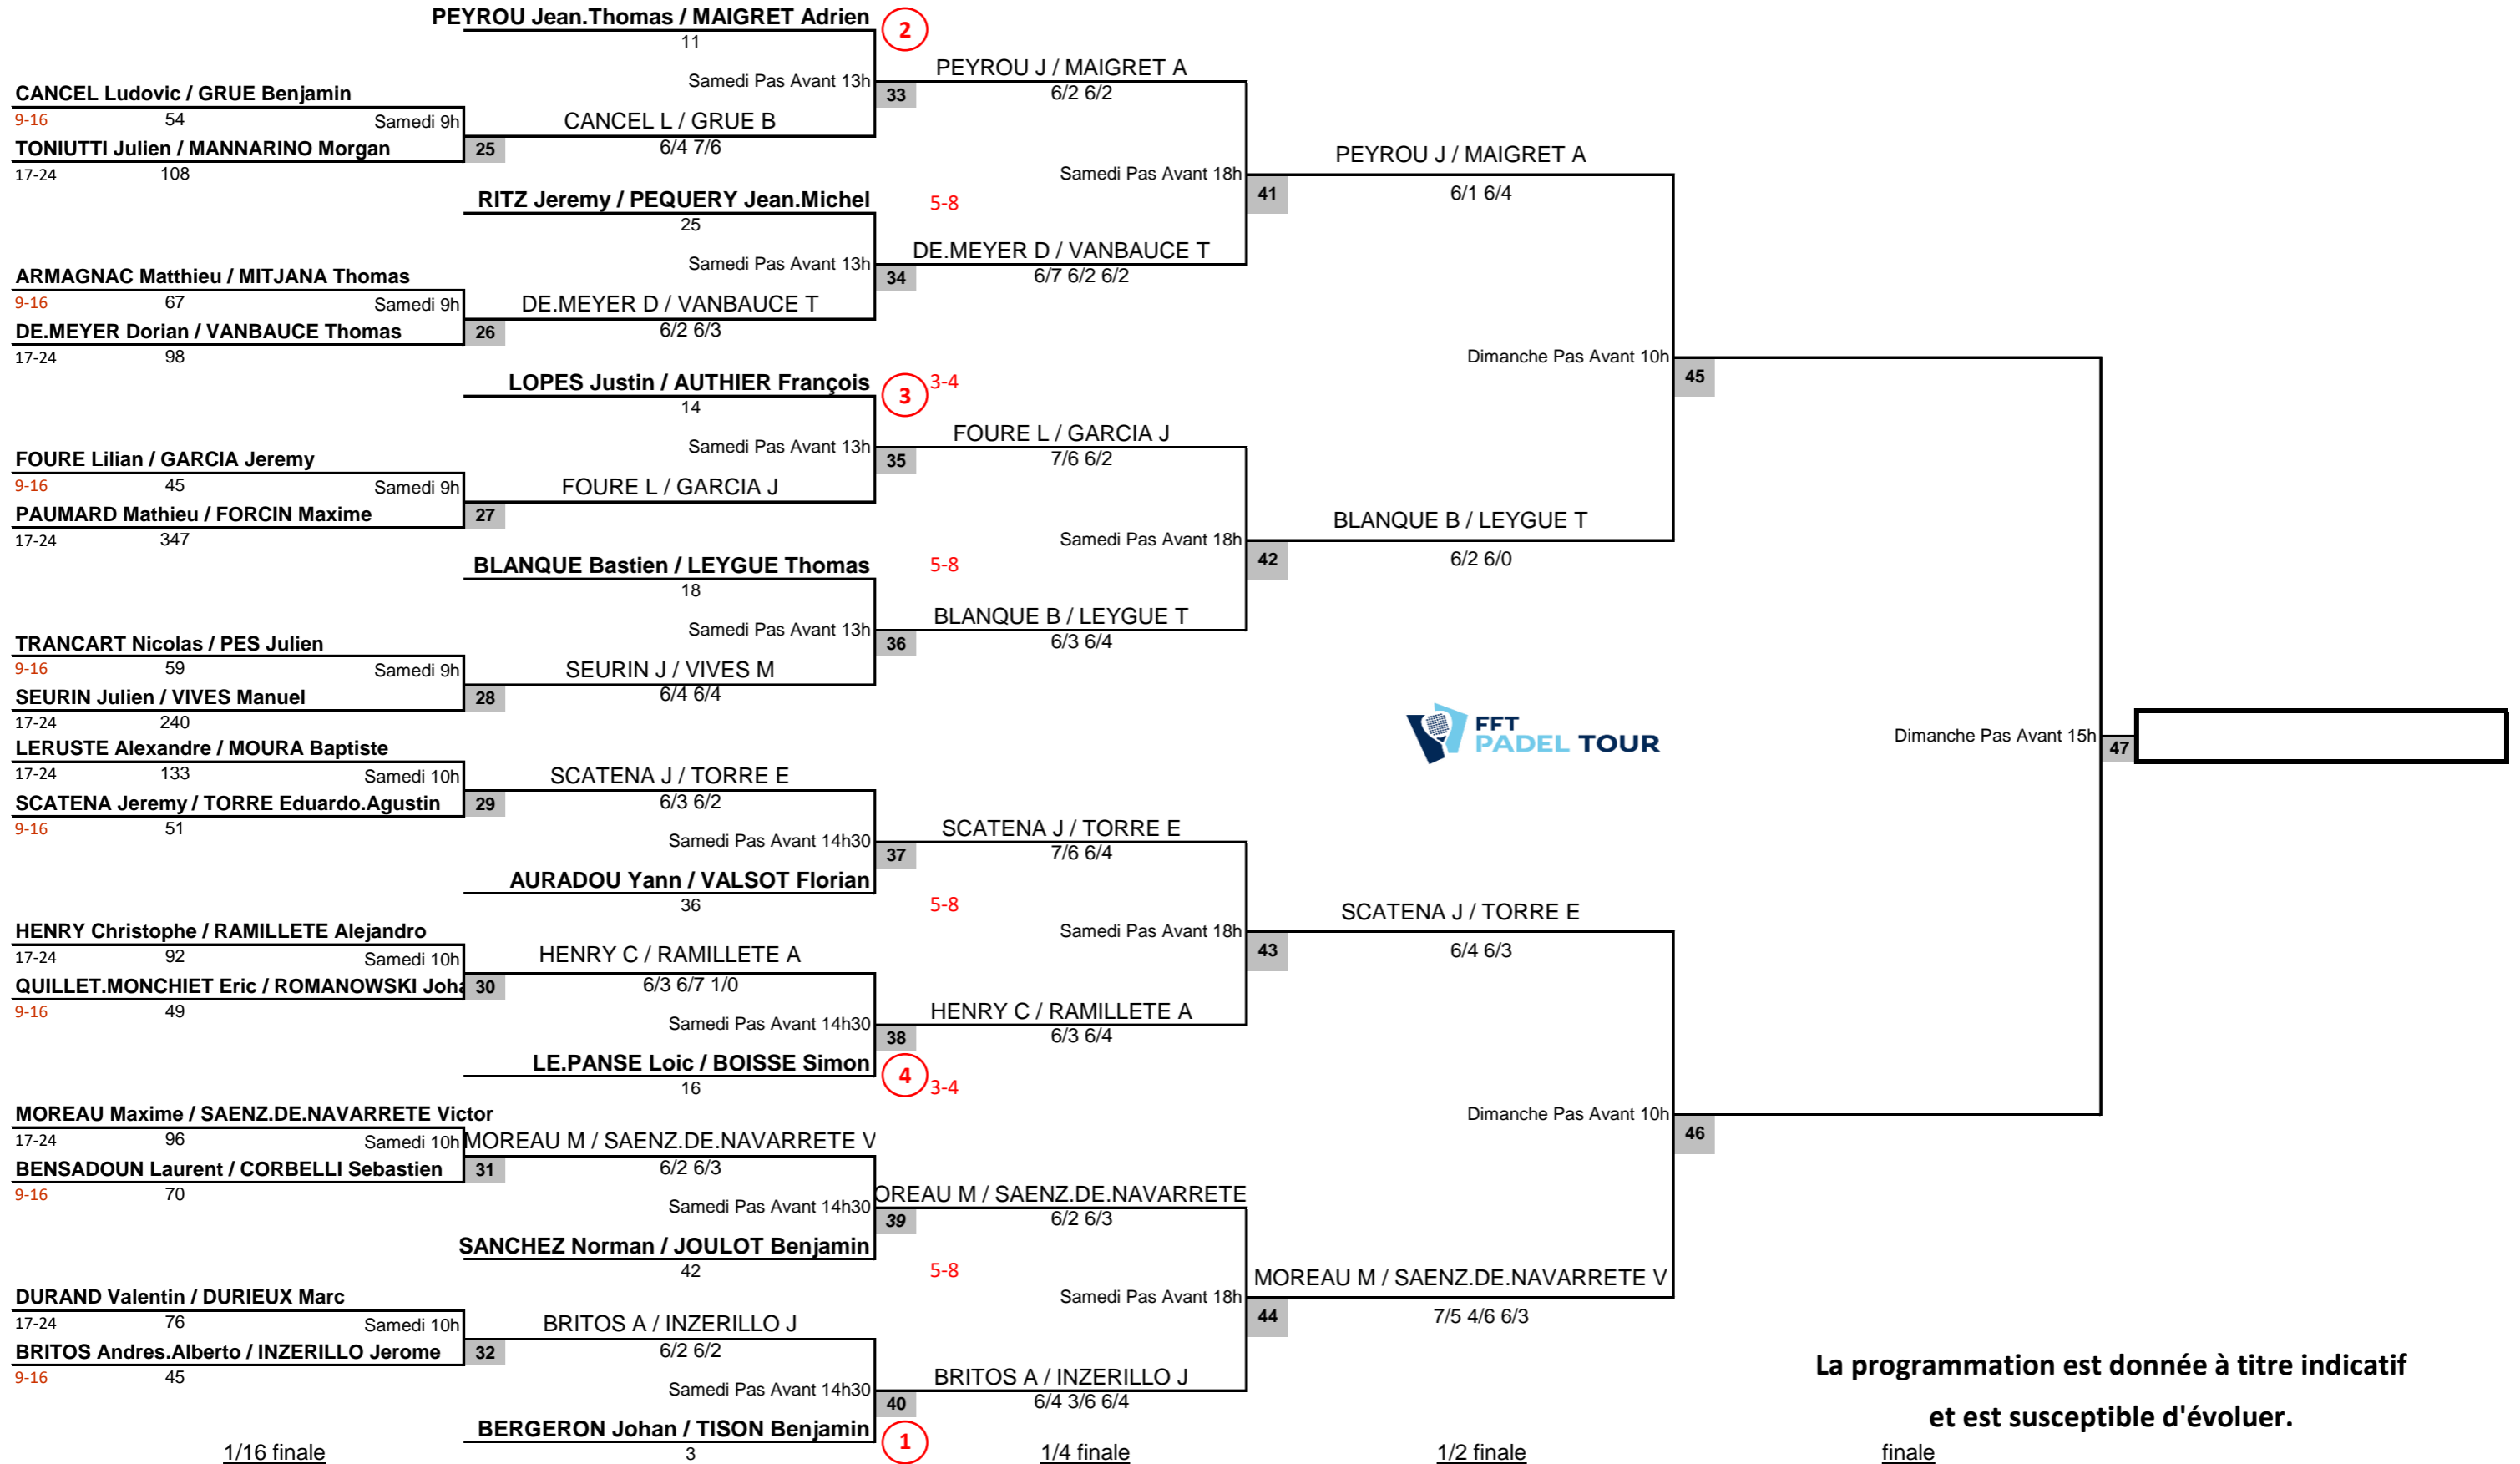 PEYROU Jean.Thomas / MAIGRET Adrien
2
11
Samedi Pas Avant 13h
PEYROU J / MAIGRET A
33
6/2 6/2
CANCEL Ludovic / GRUE Benjamin
9-16 54 Samedi 9h
CANCEL L / GRUE B
TONIUTTI Julien / MANNARINO Morgan
25
6/4 7/6
17-24 108
PEYROU J / MAIGRET A
Samedi Pas Avant 18h
41
6/1 6/4
RITZ Jeremy / PEQUERY Jean.Michel
5-8
25
DE.MEYER D / VANBAUCE T
Samedi Pas Avant 13h
34
6/7 6/2 6/2
ARMAGNAC Matthieu / MITJANA Thomas
9-16 67 Samedi 9h
DE.MEYER D / VANBAUCE T
DE.MEYER Dorian / VANBAUCE Thomas
26
6/2 6/3
17-24 98
Dimanche Pas Avant 10h
45
LOPES Justin / AUTHIER François
3
3-4
14
FOURE L / GARCIA J
Samedi Pas Avant 13h
35
7/6 6/2
FOURE Lilian / GARCIA Jeremy
9-16 45 Samedi 9h
FOURE L / GARCIA J
PAUMARD Mathieu / FORCIN Maxime
27
17-24 347
BLANQUE B / LEYGUE T
Samedi Pas Avant 18h
42
6/2 6/0
BLANQUE Bastien / LEYGUE Thomas
5-8
18
BLANQUE B / LEYGUE T
Samedi Pas Avant 13h
36
6/3 6/4
TRANCART Nicolas / PES Julien
9-16 59 Samedi 9h
SEURIN J / VIVES M
SEURIN Julien / VIVES Manuel
28
6/4 6/4
17-24 240
FFT
PADEL TOUR
Dimanche Pas Avant 15h
47
LERUSTE Alexandre / MOURA Baptiste
17-24 133 Samedi 10h
SCATENA J / TORRE E
SCATENA Jeremy / TORRE Eduardo.Agustin
29
6/3 6/2
9-16 51
SCATENA J / TORRE E
Samedi Pas Avant 14h30
37
7/6 6/4
AURADOU Yann / VALSOT Florian
36
5-8
SCATENA J / TORRE E
Samedi Pas Avant 18h
43
6/4 6/3
HENRY Christophe / RAMILLETE Alejandro
17-24 92 Samedi 10h
HENRY C / RAMILLETE A
QUILLET.MONCHIET Eric / ROMANOWSKI Joha
30
6/3 6/7 1/0
9-16 49
HENRY C / RAMILLETE A
Samedi Pas Avant 14h30
38
6/3 6/4
LE.PANSE Loic / BOISSE Simon
4
3-4
16
Dimanche Pas Avant 10h
46
MOREAU Maxime / SAENZ.DE.NAVARRETE Victor
17-24 96 Samedi 10h
MOREAU M / SAENZ.DE.NAVARRETE V
BENSADOUN Laurent / CORBELLI Sebastien
31
6/2 6/3
9-16 70
OREAU M / SAENZ.DE.NAVARRETE
Samedi Pas Avant 14h30
39
6/2 6/3
SANCHEZ Norman / JOULOT Benjamin
42
5-8
MOREAU M / SAENZ.DE.NAVARRETE V
Samedi Pas Avant 18h
44
7/5 4/6 6/3
DURAND Valentin / DURIEUX Marc
17-24 76 Samedi 10h
BRITOS A / INZERILLO J
BRITOS Andres.Alberto / INZERILLO Jerome
32
6/2 6/2
9-16 45
BRITOS A / INZERILLO J
Samedi Pas Avant 14h30
40
6/4 3/6 6/4
BERGERON Johan / TISON Benjamin
1
3
La programmation est donnée à titre indicatif
et est susceptible d'évoluer.
1/16 finale
1/4 finale
1/2 finale
finale